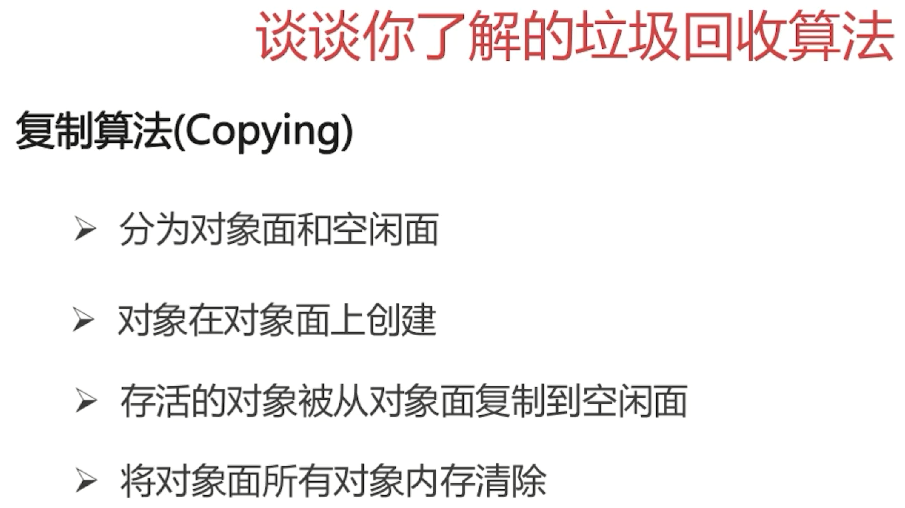 谈谈你了解的垃圾回收算法
复制算法(Copying)
➢ 分为对象面和空闲面
➢ 对象在对象面上创建
➢ 存活的对象被从对象面复制到空闲面
➢ 将对象面所有对象内存清除